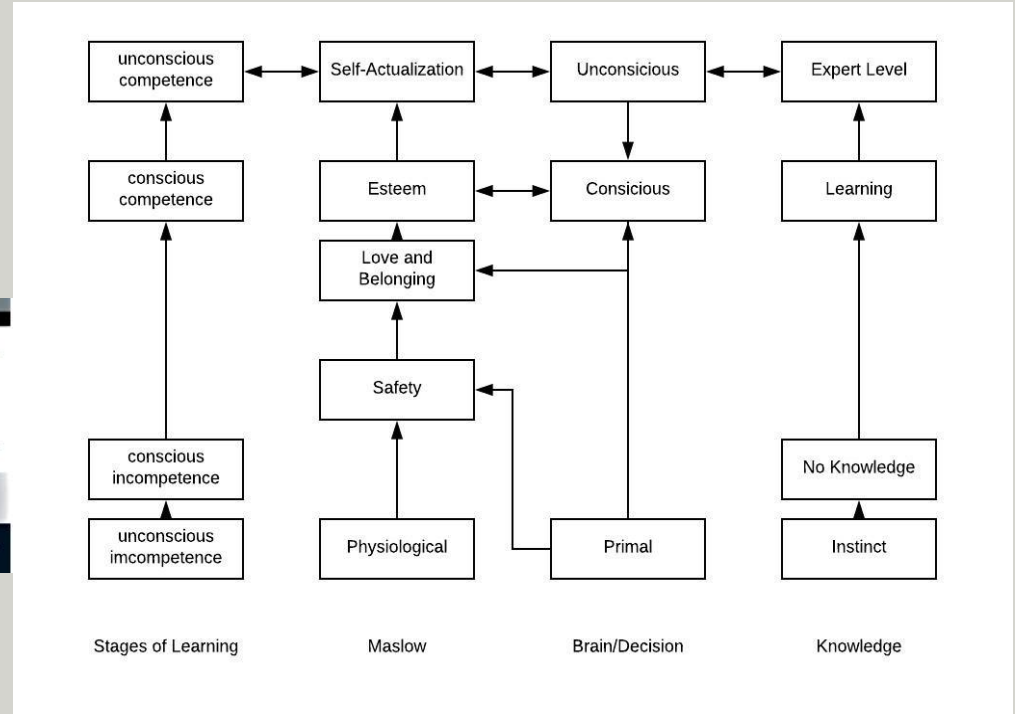 unconscious
competence
Self-Actualization
Unconsicious
Expert Level
conscious
competence
Esteem
Consicious
Learning
Love and
Belonging
Safety
conscious
incompetence
No Knowledge
unconscious
imcompetence
Physiological
Primal
Instinct
Stages of Learning
Maslow
Brain/Decision
Knowledge